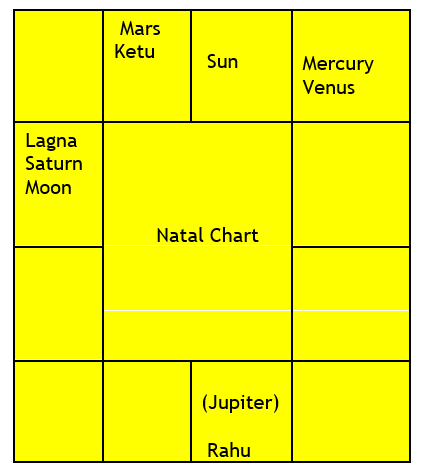 Mars
Ketu
Sun
Mercury
Venus
Lagna
Saturn
Moon
Natal Chart
(Jupiter)
Rahu